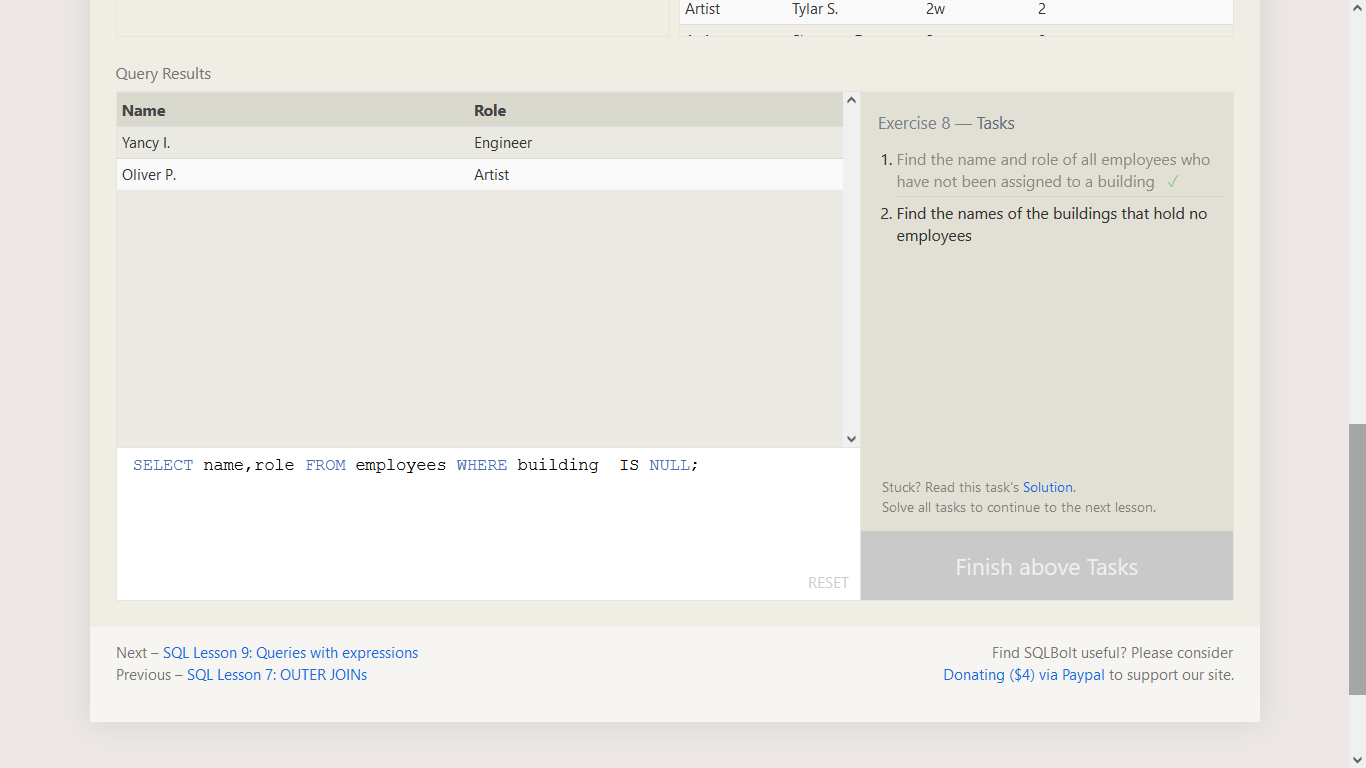 Artist Tylar S. 2w 2
Query Results
Name Role
Yancy I. Engineer
Oliver P. Artist
Exercise 8 — Tasks
1. Find the name and role of all employees who
have not been assigned to a building ✓
2. Find the names of the buildings that hold no
employees
SELECT name,role FROM employees WHERE building  IS NULL;
RESET
Stuck? Read this task's Solution.
Solve all tasks to continue to the next lesson.
Finish above Tasks
Next – SQL Lesson 9: Queries with expressions
Previous – SQL Lesson 7: OUTER JOINs
Find SQLBolt useful? Please consider
Donating ($4) via Paypal to support our site.